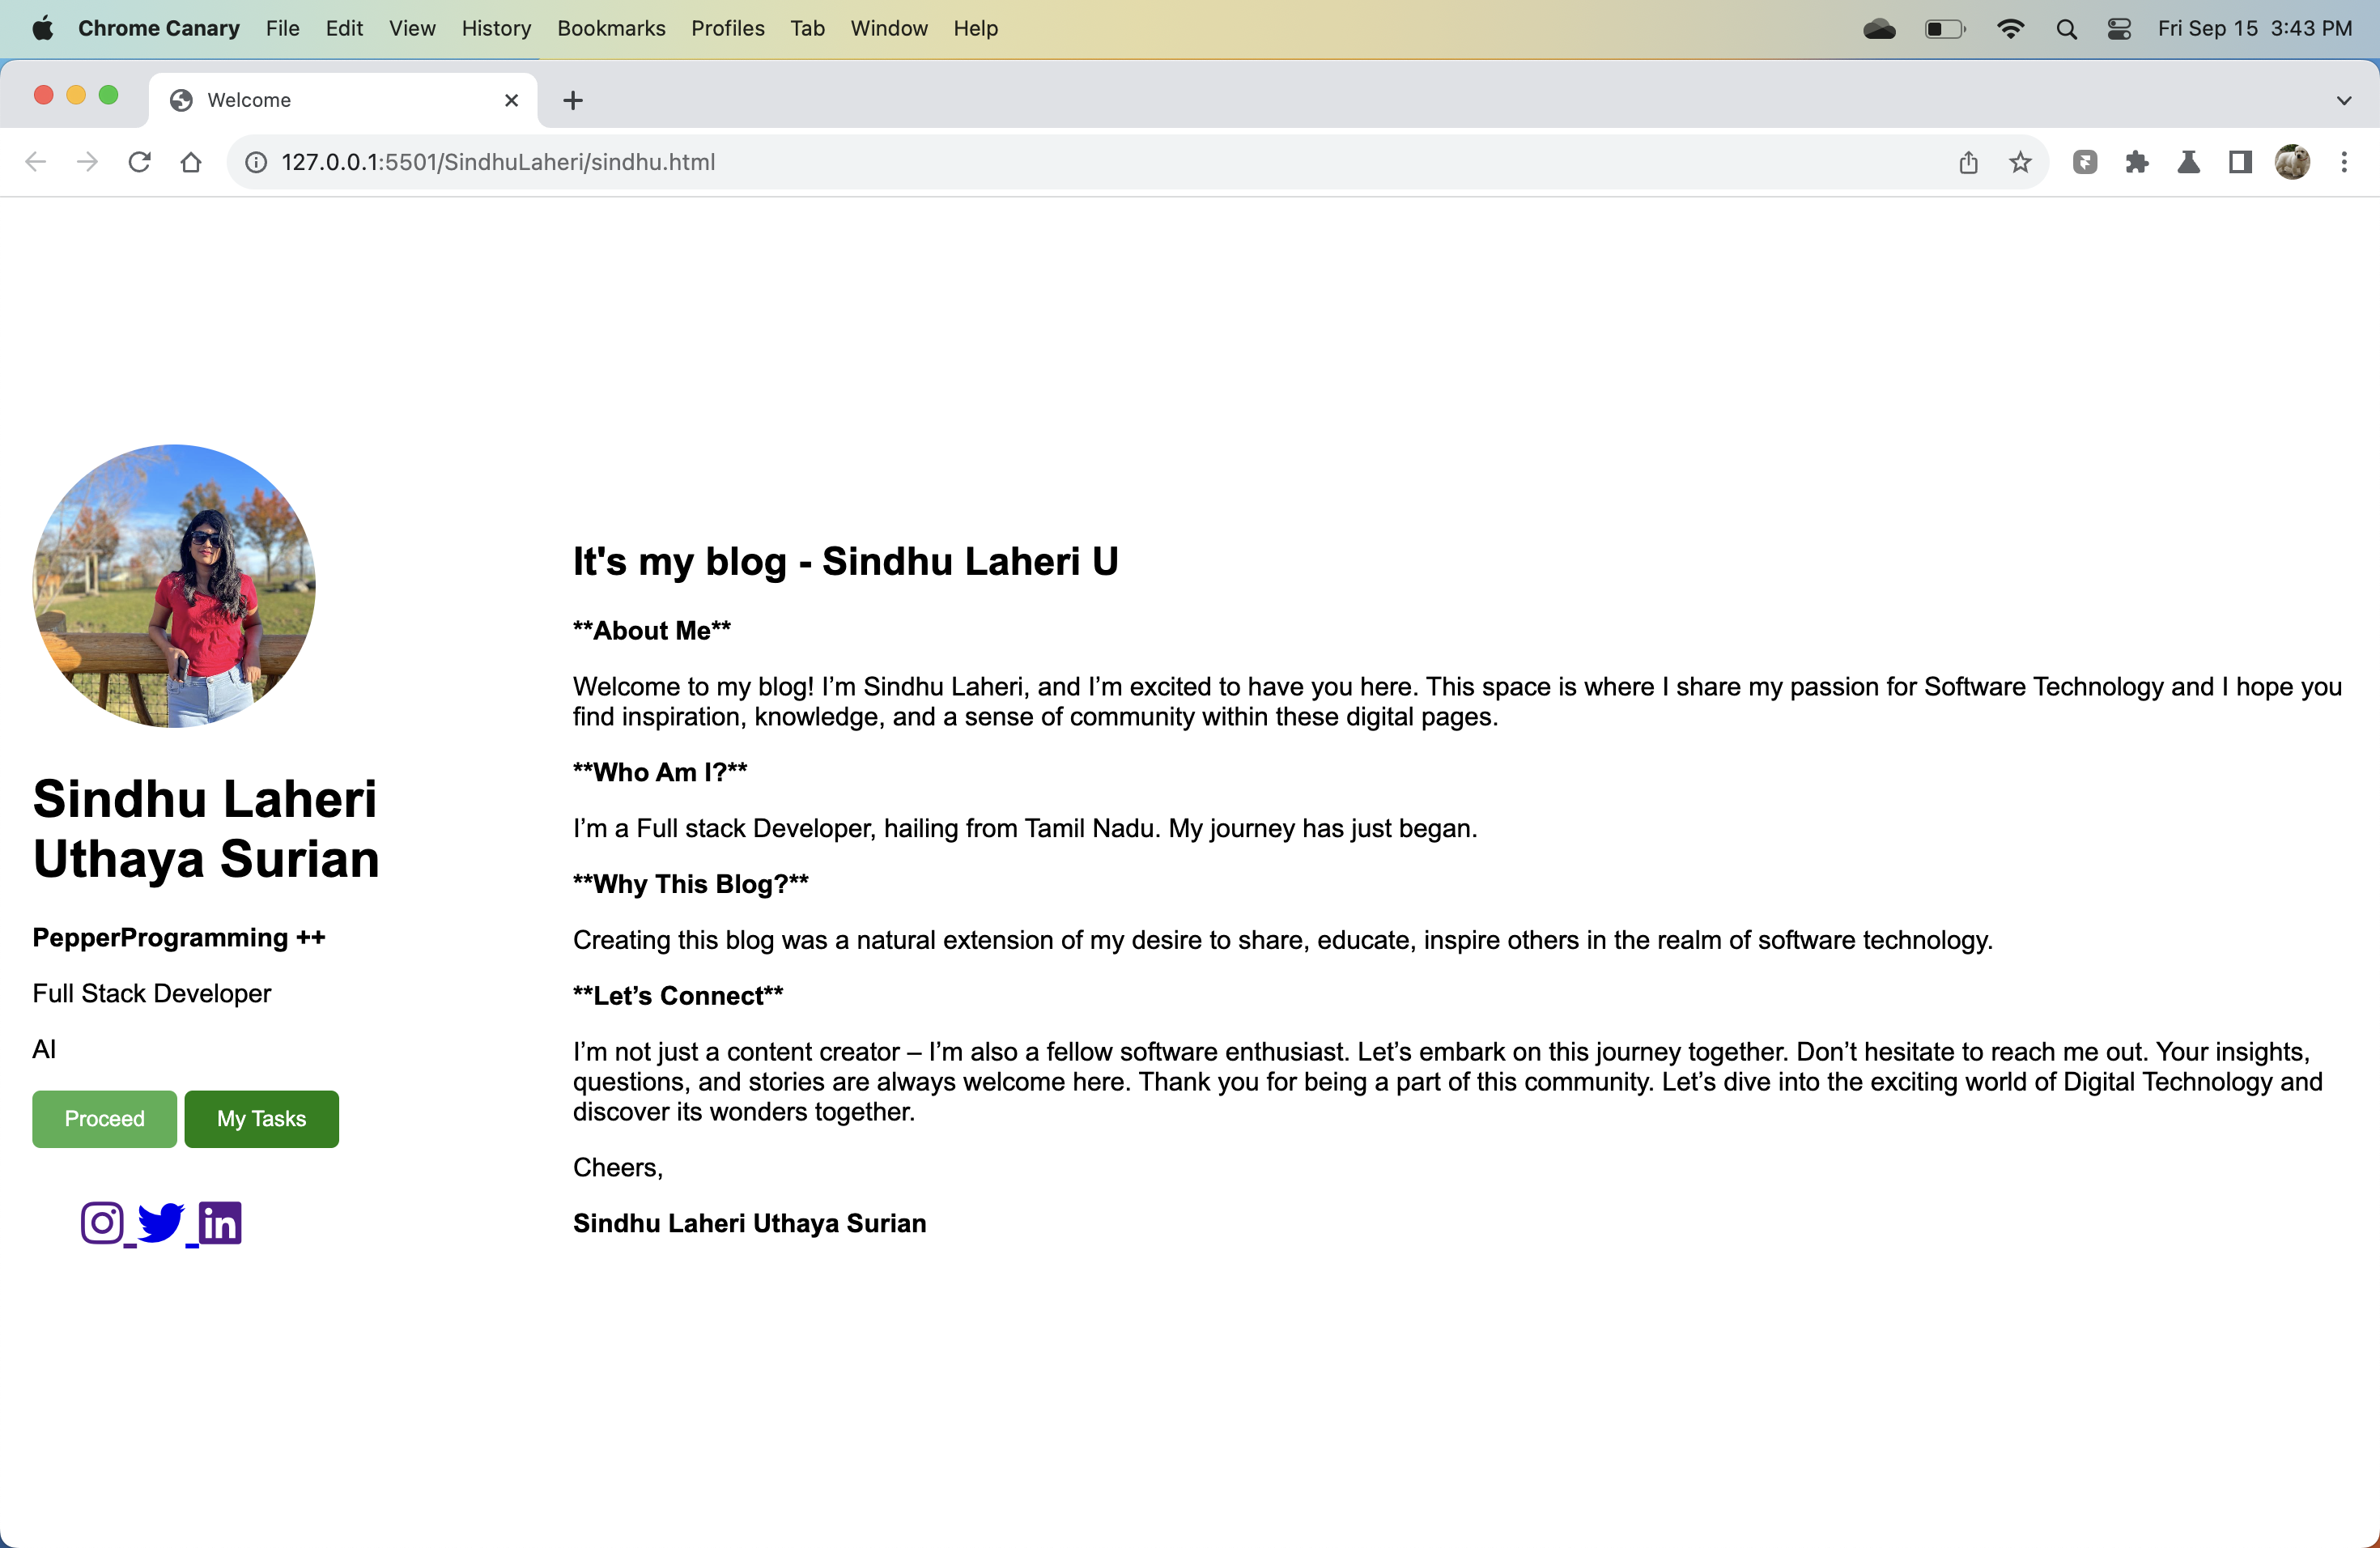 Chrome Canary File Edit View History Bookmarks Profiles Tab Window Help Fri Sep 15 3:43 PM
Welcome
127.0.0.1:5501/SindhuLaheri/sindhu.html
Sindhu Laheri
Uthaya Surian
PepperProgramming ++
Full Stack Developer
AI
Proceed My Tasks
in
It's my blog - Sindhu Laheri U
**About Me**
Welcome to my blog! I’m Sindhu Laheri, and I’m excited to have you here. This space is where I share my passion for Software Technology and I hope you
find inspiration, knowledge, and a sense of community within these digital pages.
**Who Am I?**
I’m a Full stack Developer, hailing from Tamil Nadu. My journey has just began.
**Why This Blog?**
Creating this blog was a natural extension of my desire to share, educate, inspire others in the realm of software technology.
**Let’s Connect**
I’m not just a content creator – I’m also a fellow software enthusiast. Let’s embark on this journey together. Don’t hesitate to reach me out. Your insights,
questions, and stories are always welcome here. Thank you for being a part of this community. Let’s dive into the exciting world of Digital Technology and
discover its wonders together.
Cheers,
Sindhu Laheri Uthaya Surian